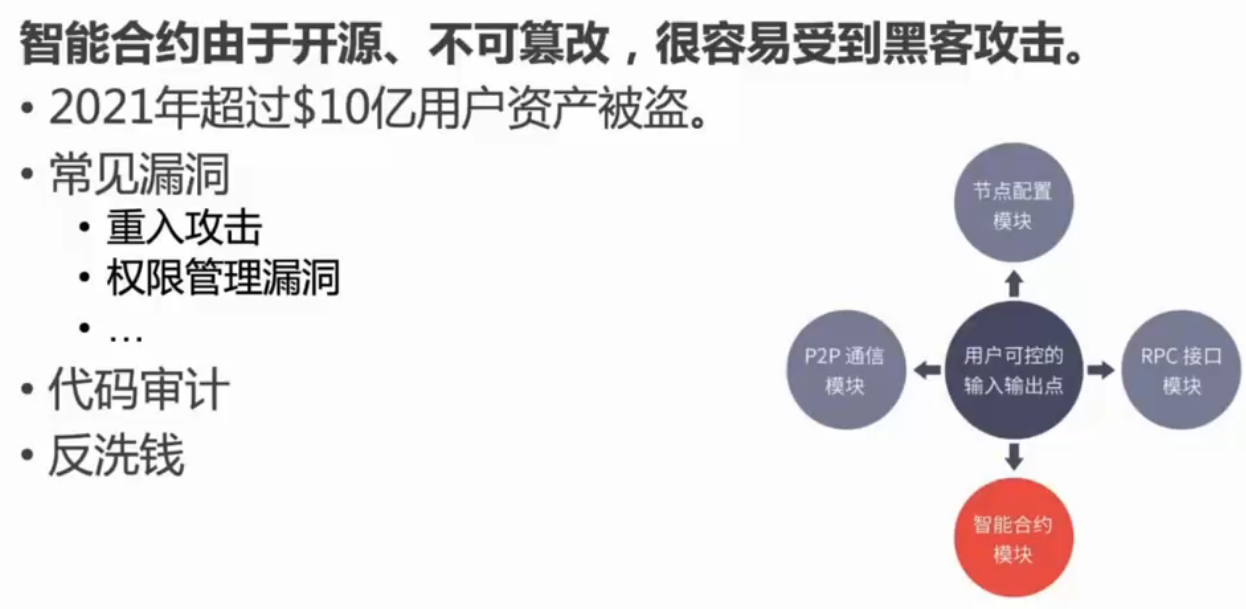 智能合约由于开源、不可篡改，很容易受到黑客攻击。
• 2021年超过$10亿用户资产被盗。
• 常见漏洞
• 重入攻击
• 权限管理漏洞
• …
• 代码审计
• 反洗钱
节点配置
模块
P2P 通信
模块
用户可控的
输入输出点
RPC 接口
模块
智能合约
模块